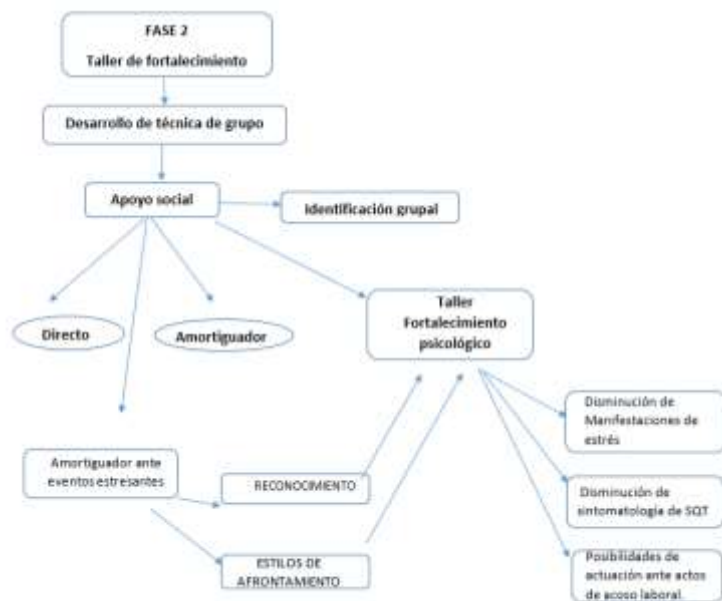 FASE 2
Taller de fortalecimiento
Desarrollo de técnica de grupo
Apoyo social
Identificación grupal
Directo
Amortiguador
Taller
Fortalecimiento
psicológico
Disminución de
Manifestaciones de
estrés
Amortiguador ante
eventos estresantes
RECONOCIMIENTO
Disminución de
sintomatología de SQT
ESTILOS DE
AFRONTAMIENTO
Posibilidades de
actuación ante actos
de acoso laboral.